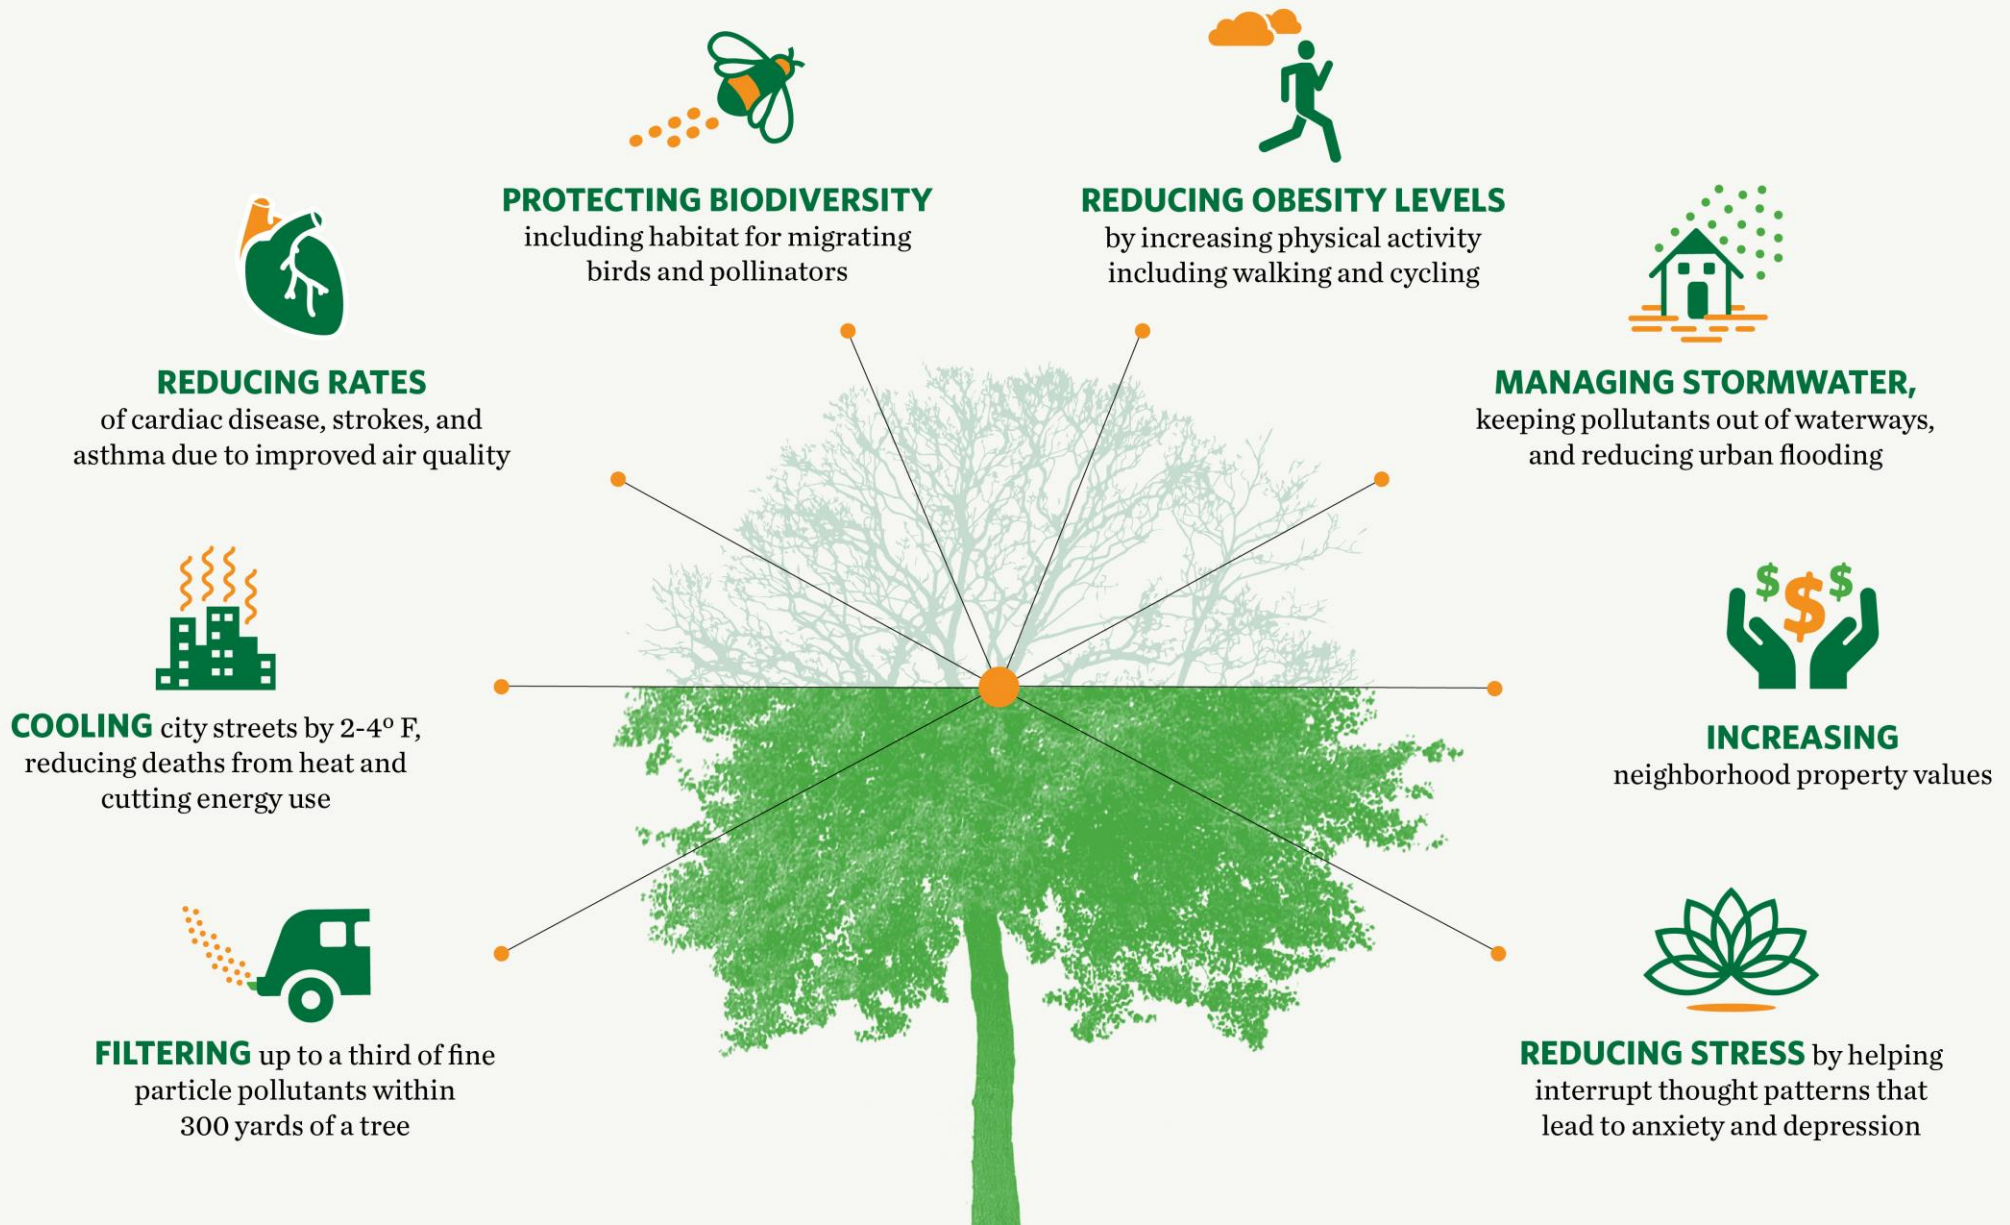 PROTECTING BIODIVERSITY
including habitat for migrating
birds and pollinators
REDUCING OBESITY LEVELS
by increasing physical activity
including walking and cycling
REDUCING RATES
of cardiac disease, strokes, and
asthma due to improved air quality
MANAGING STORMWATER,
keeping pollutants out of waterways,
and reducing urban flooding
COOLING city streets by 2-4º F,
reducing deaths from heat and
cutting energy use
$ $ $
INCREASING
neighborhood property values
FILTERING up to a third of fine
particle pollutants within
300 yards of a tree
REDUCING STRESS by helping
interrupt thought patterns that
lead to anxiety and depression